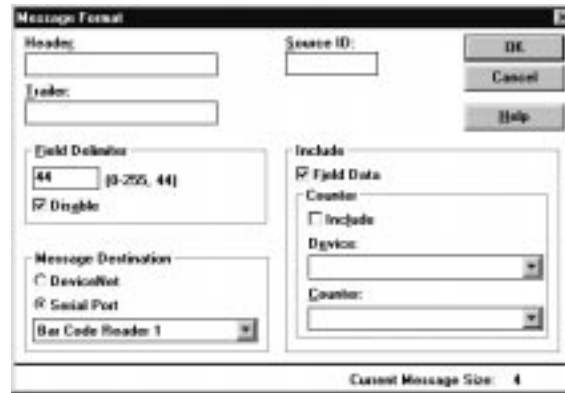 Message Format
Header:
Source ID:
OK
Cancel
Trailer:
Help
Field Delimiter
44 (0-255, 44)
Disable
Include
Field Data
Counter
Include
Device:
Counter:
Message Destination
DeviceNet
Serial Port
Bar Code Reader 1
Current Message Size: 4